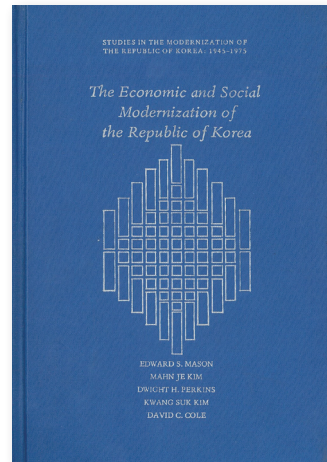 STUDIES IN THE MODERNIZATION OF
THE REPUBLIC OF KOREA: 1945-1975
The Economic and Social
Modernization of
the Republic of Korea
EDWARD S. MASON
MAHN JE KIM
DWIGHT H. PERKINS
KWANG SUK KIM
DAVID C. COLE